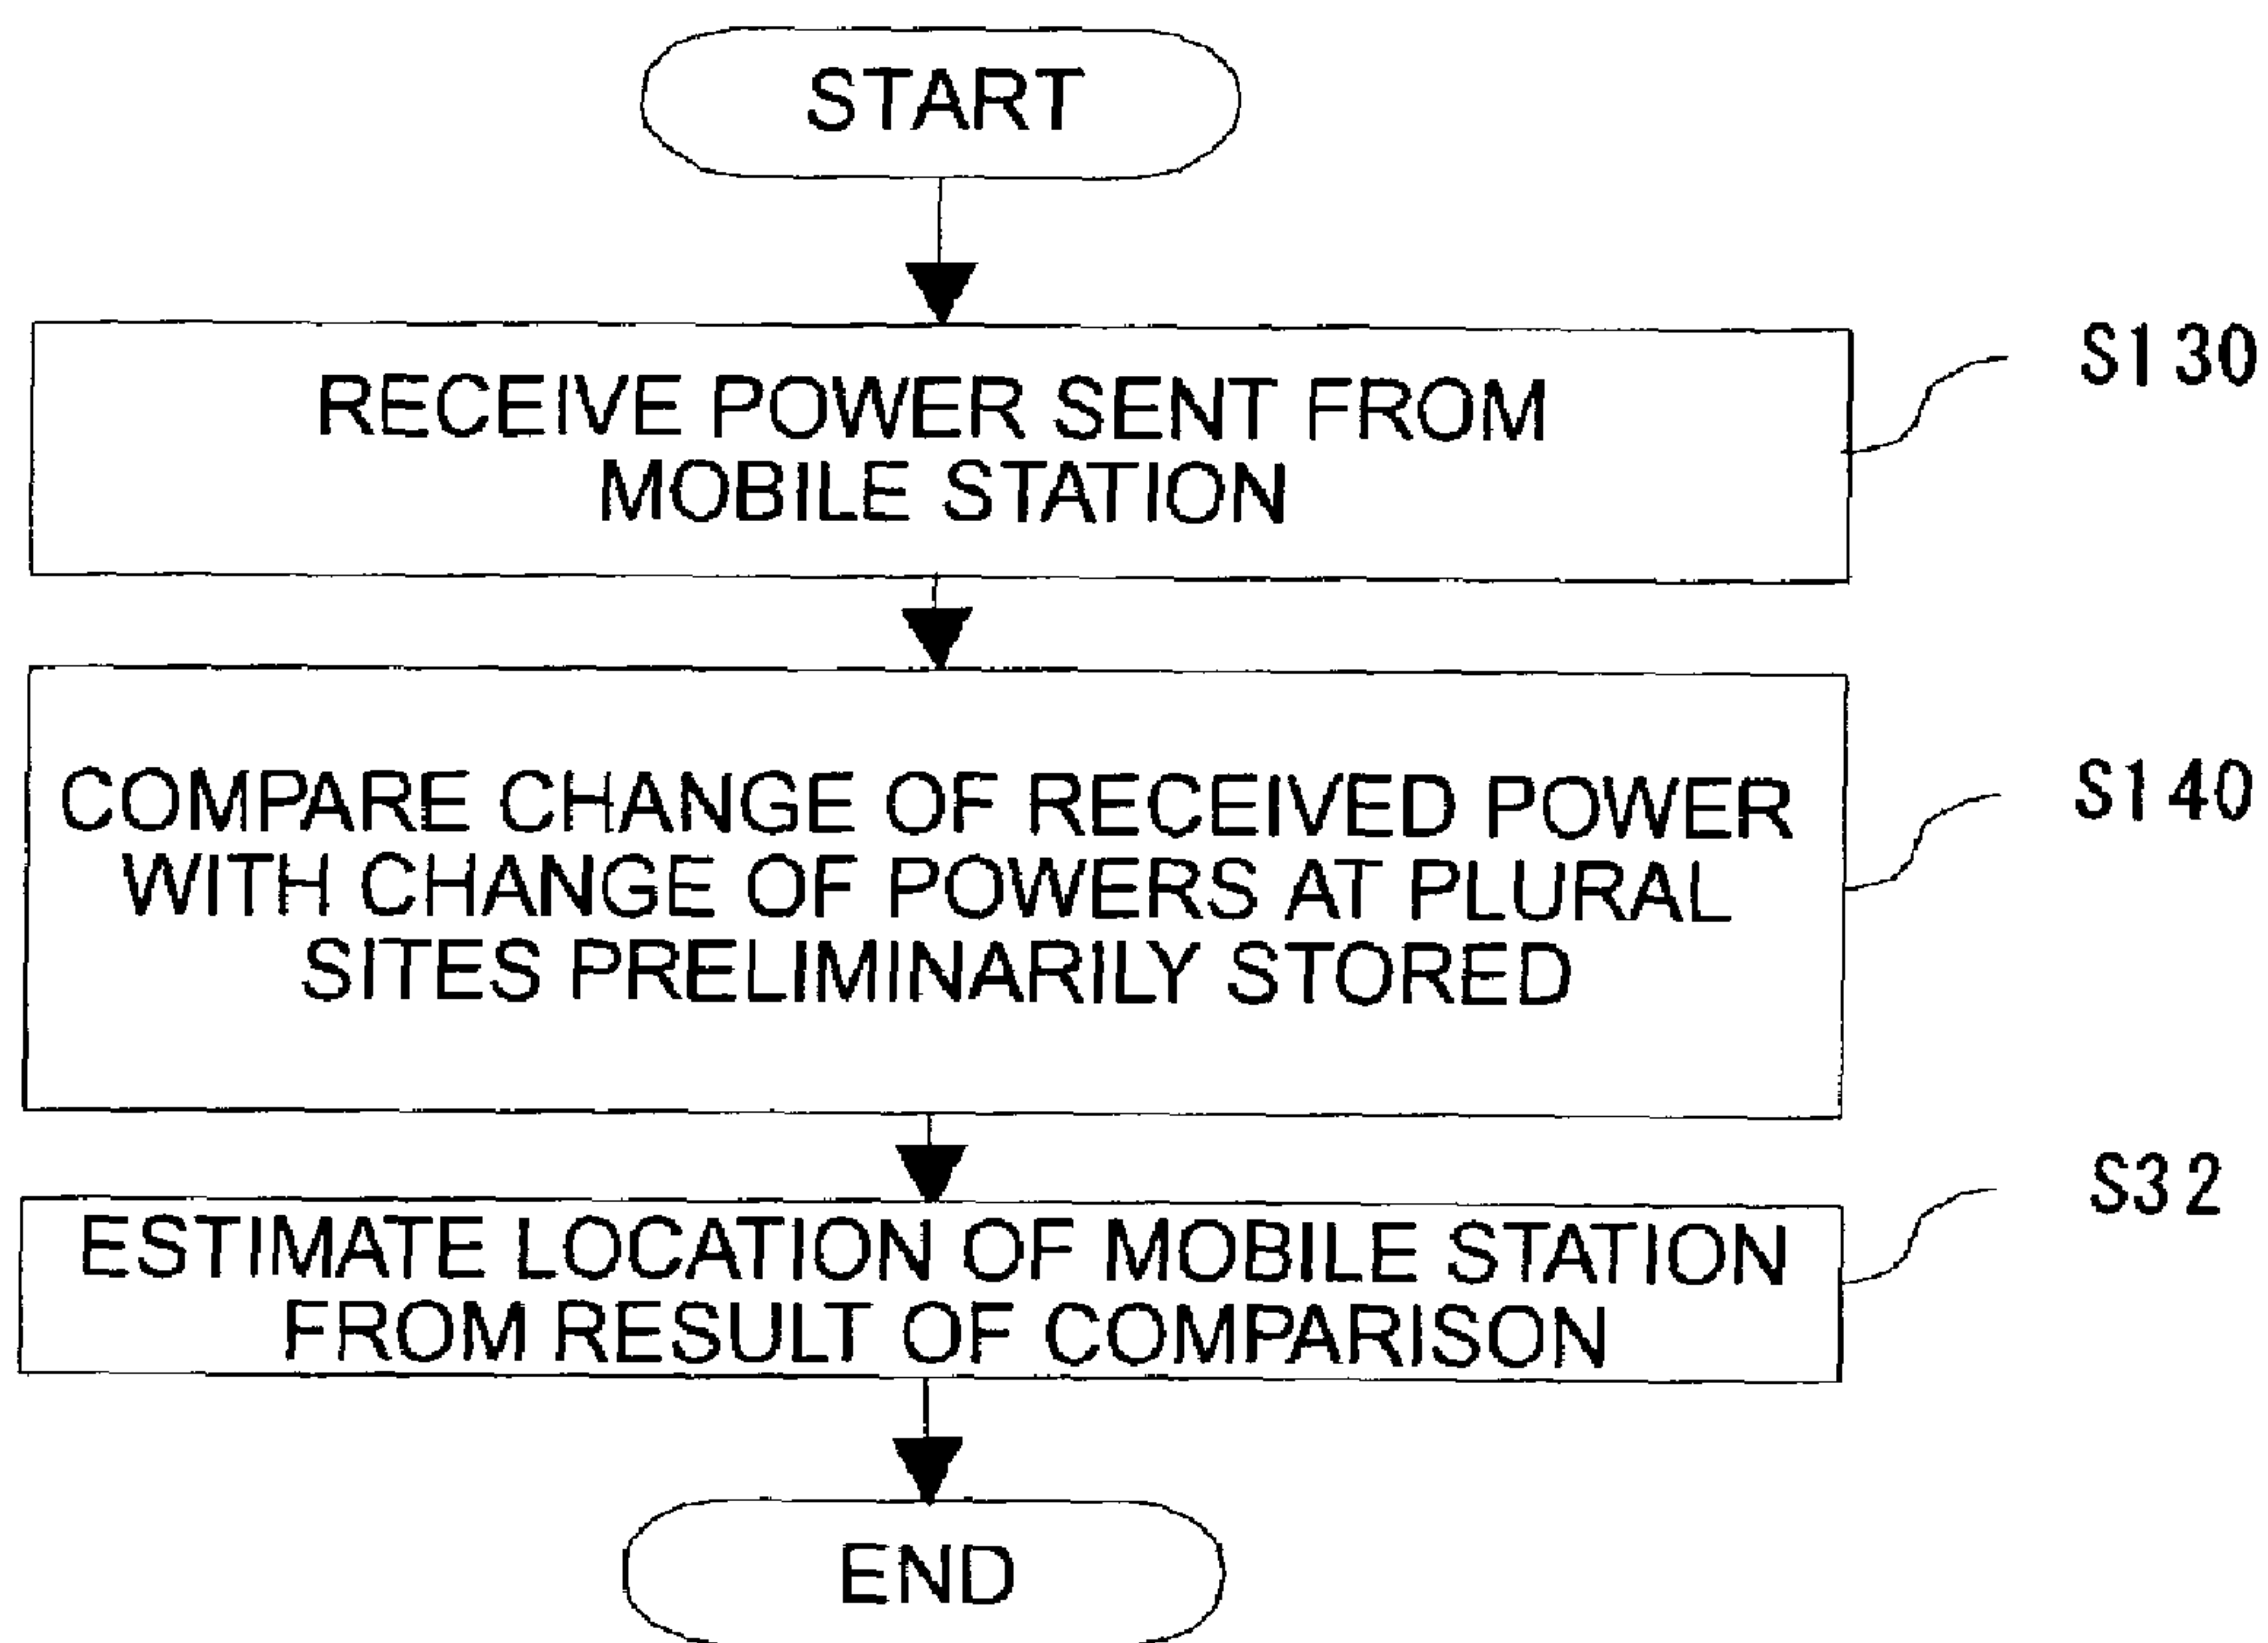 START
RECEIVE POWER SENT FROM
MOBILE STATION
S130
COMPARE CHANGE OF RECEIVED POWER
WITH CHANGE OF POWERS AT PLURAL
SITES PRELIMINARILY STORED
S140
ESTIMATE LOCATION OF MOBILE STATION
FROM RESULT OF COMPARISON
S32
END